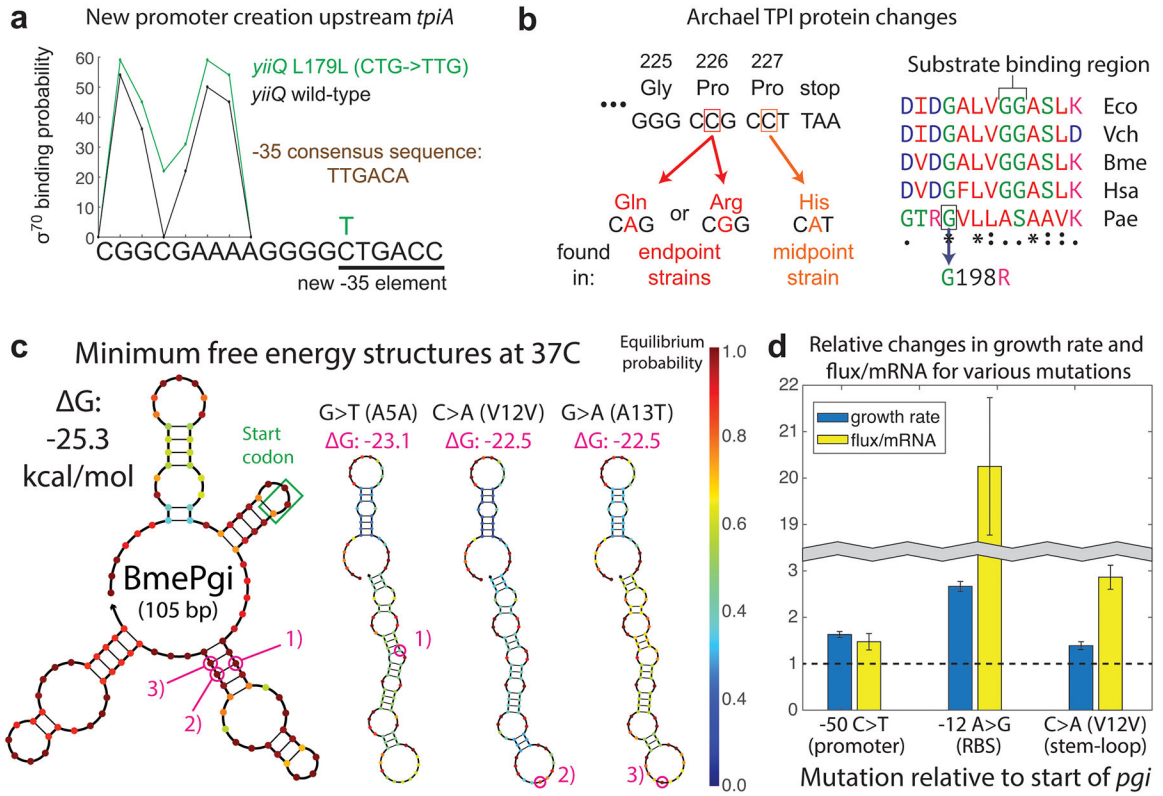 a
New promoter creation upstream tpiA
σ70 binding probability
60
50
40
30
20
10
0
yiiQ L179L (CTG->TTG)
yiiQ wild-type
-35 consensus sequence:
TTGACA
T
CGGCGAAAAGGGGCTGACC
new -35 element
b
Archael TPI protein changes
225 226 227
Gly Pro Pro stop
... GGG CCG CCT TAA
Gln or Arg His
CAG CGG CAT
found in: endpoint strains midpoint strain
Substrate binding region
DIDGALVGGASLK Eco
VIDGALVGGASLD Vch
DVDGALVGGASLK Bme
DVDGFLVGGASLK Hsa
GTRGVLLASAAVK Pae
. * *:..*::.
G198R
c
Minimum free energy structures at 37C
Equilibrium
probability
1.0
0.8
0.6
0.4
0.4
0.0
ΔG:
-25.3
kcal/mol
Start
codon
BmePgi
(105 bp)
1)
2)
3)
G>T (A5A)
ΔG: -23.1
1)
C>A (V12V)
ΔG: -22.5
2)
G>A (A13T)
ΔG: -22.5
3)
d
Relative changes in growth rate and
flux/mRNA for various mutations
growth rate
flux/mRNA
22
21
20
19
3
2
1
0
-50 C>T
(promoter)
-12 A>G
(RBS)
C>A (V12V)
(stem-loop)
Mutation relative to start of pgi